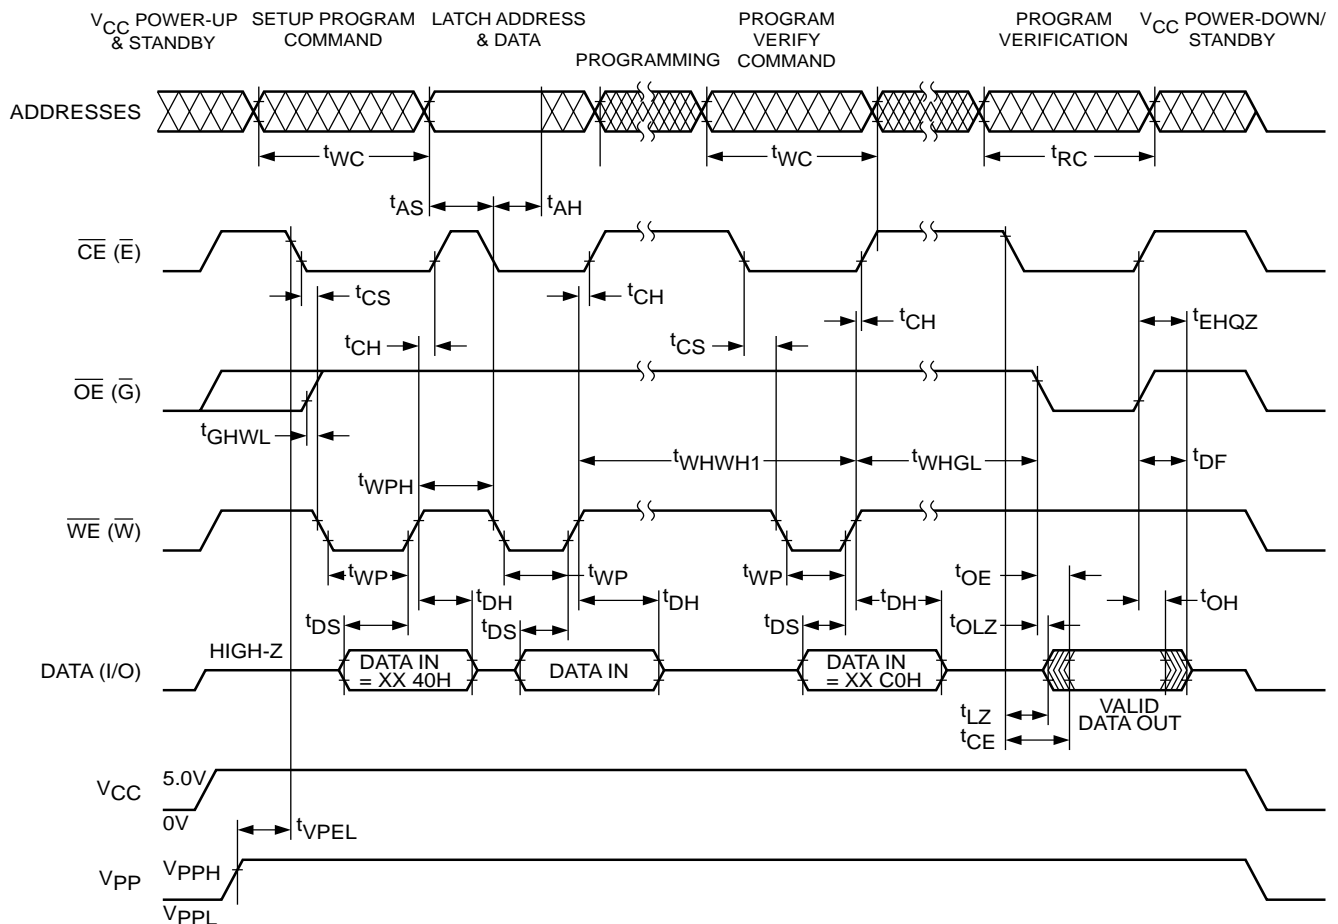 VCC POWER-UP & STANDBY
SETUP PROGRAM COMMAND
LATCH ADDRESS & DATA
PROGRAMMING
PROGRAM VERIFY COMMAND
PROGRAM VERIFICATION
VCC POWER-DOWN/ STANDBY
ADDRESSES
tWC
tWC
tRC
tAS
tAH
CE (E)
tCS
tCH
tCH
tCS
tCH
tEHQZ
OE (G)
tGHWL
tWPH
tWHWH1
tWHGL
tDF
WE (W)
tWP
tWP
tWP
tOE
tDH
tDH
tDH
tOH
tDS
tDS
tDS
tOLZ
DATA (I/O)
HIGH-Z
DATA IN = XX 40H
DATA IN
DATA IN = XX C0H
VALID DATA OUT
tLZ
tCE
VCC
5.0V
0V
tVPEL
VPP
VPPH
VPPL